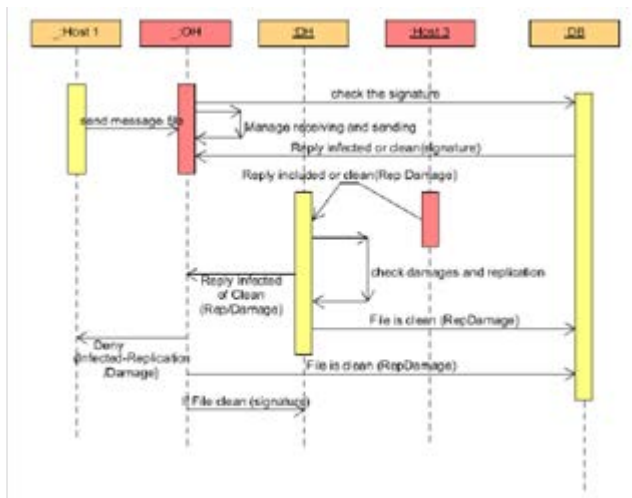 _:Host 1
_:OH
:DH
:Host 3
:DB
check the signature
send message file
Manage receiving and sending
Reply infected or clean(signature)
Reply included or clean(Rep Damage)
check damages and replication
Reply Infected
of Clean
(Rep/Damage)
File is clean (RepDamage)
Deny
(Infected-Replication
/Damage)
File is clean (RepDamage)
If File clean (signature)